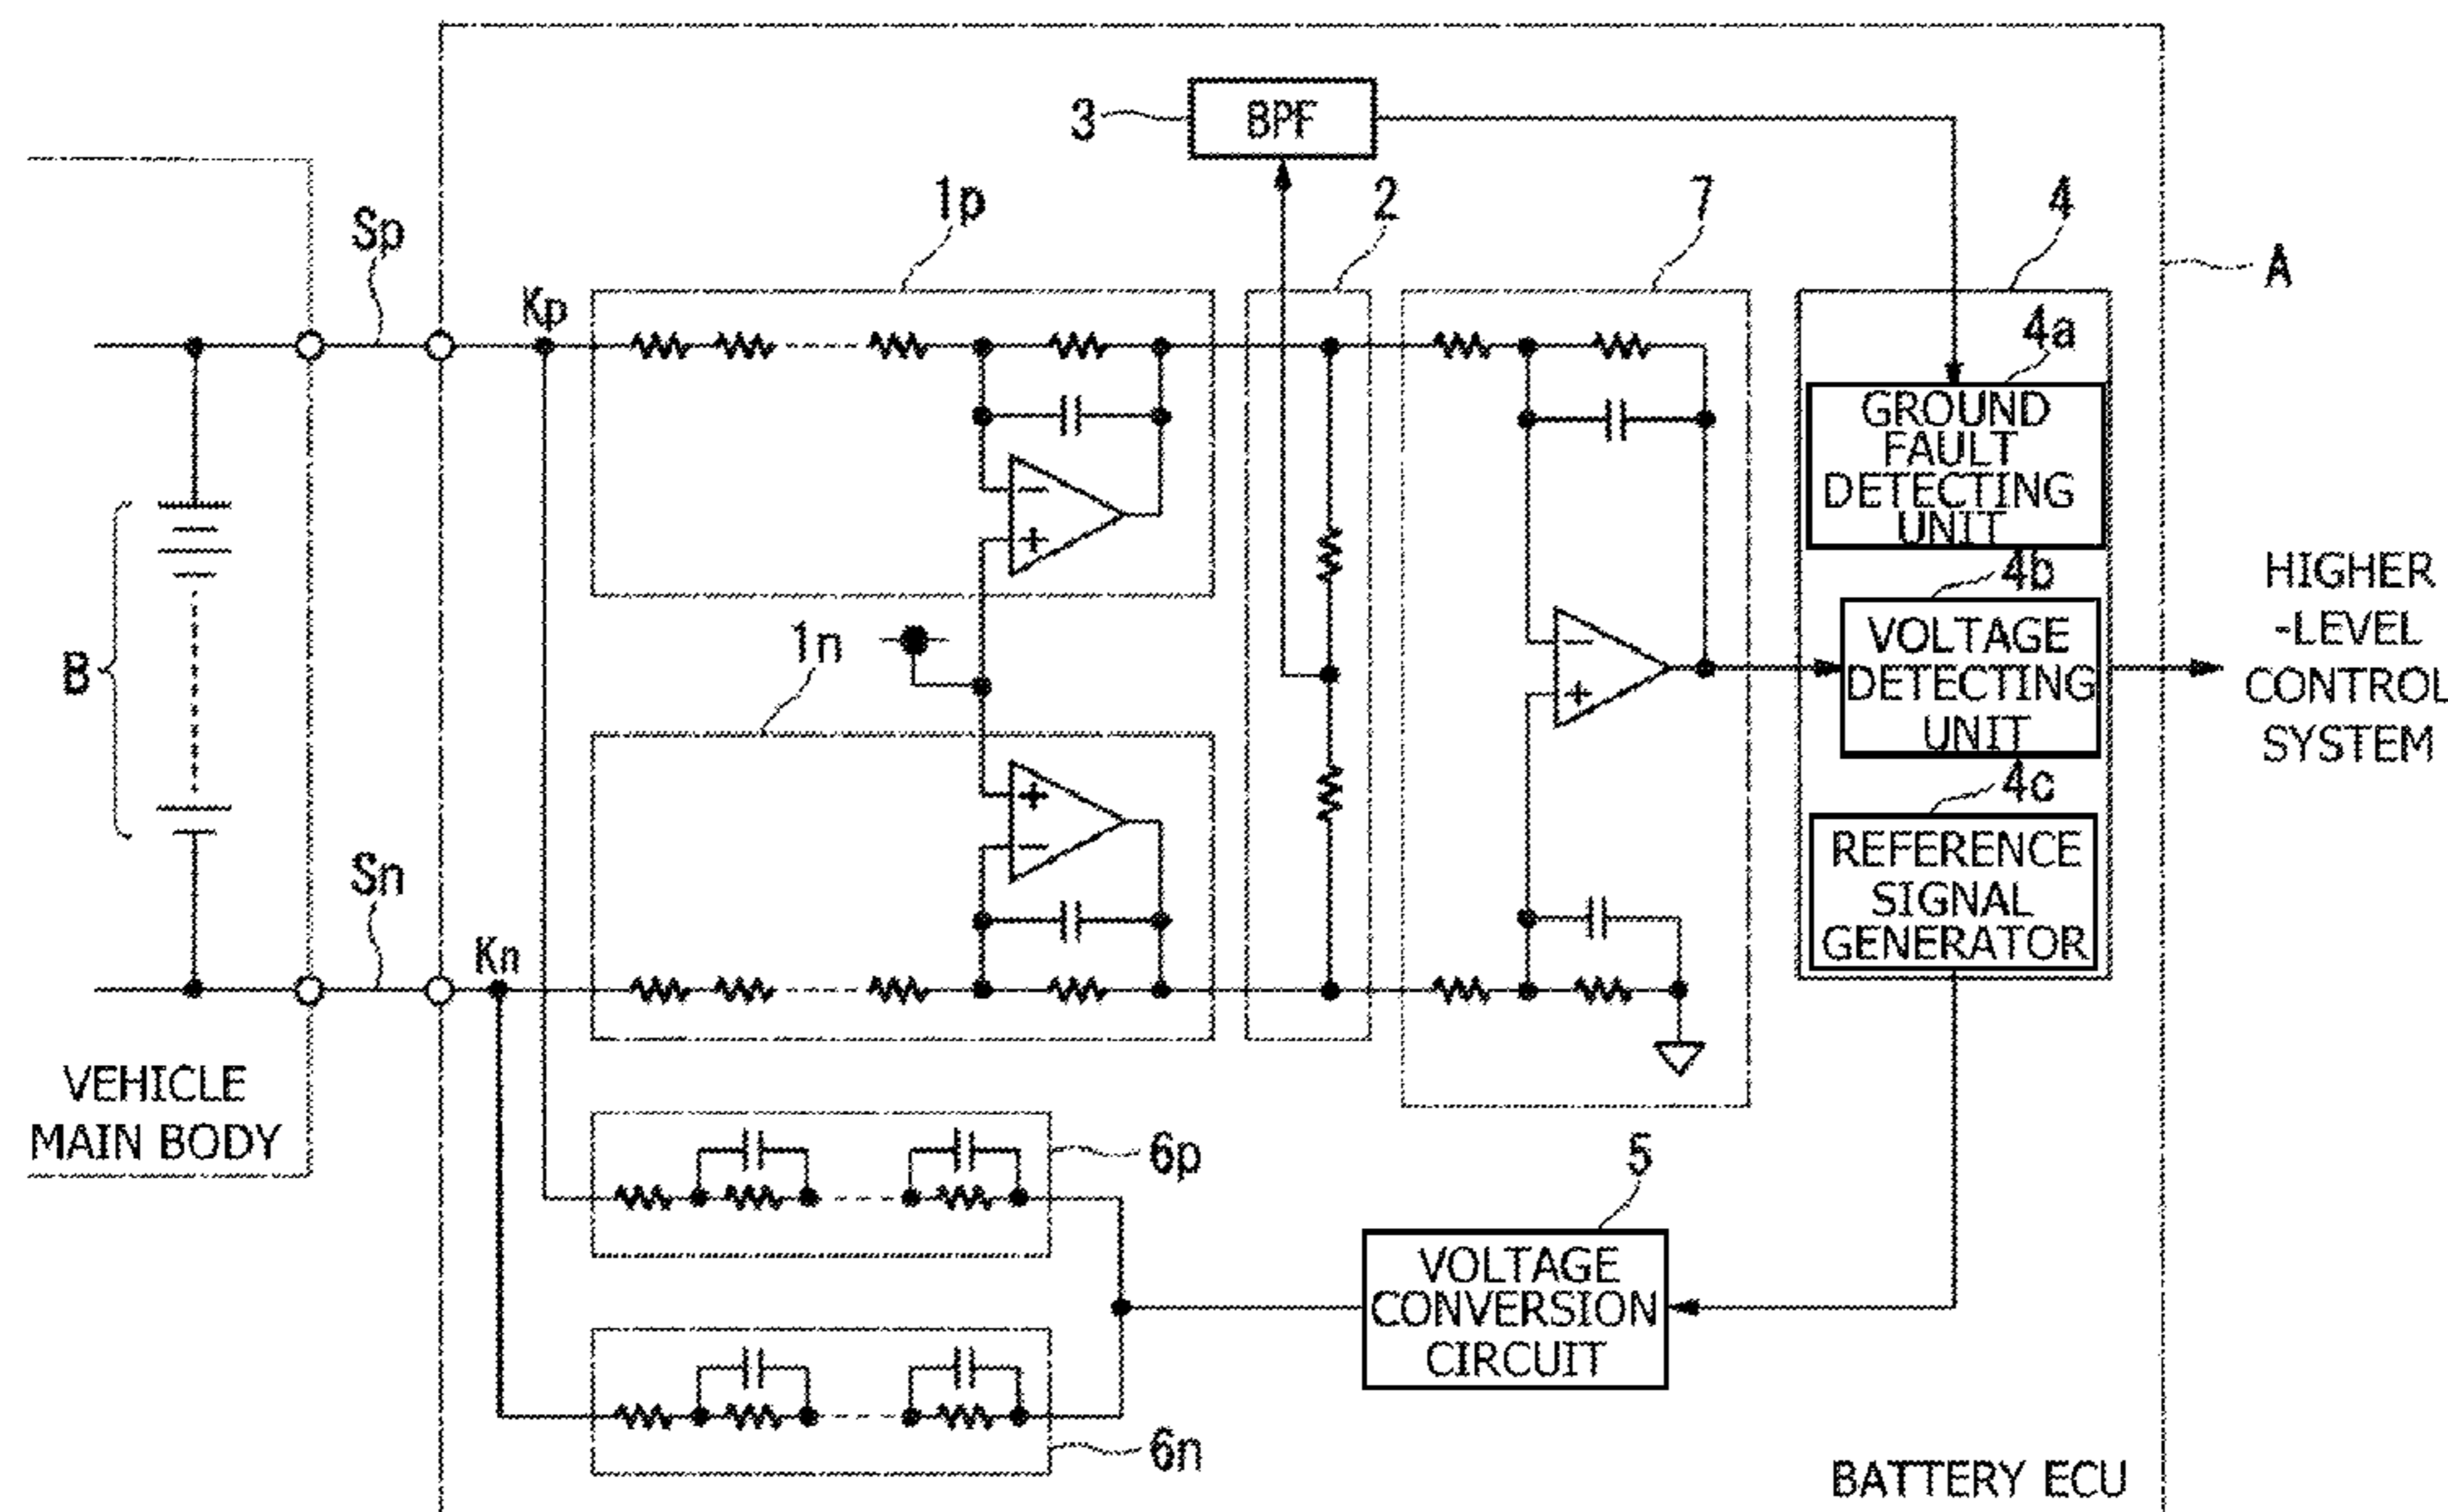 3
BPF
1p
2
7
4
A
Sp
Kp
4a
GROUND
FAULT
DETECTING
UNIT
4b
VOLTAGE
DETECTING
UNIT
4c
REFERENCE
SIGNAL
GENERATOR
HIGHER
-LEVEL
CONTROL
SYSTEM
B
1n
−
+
+
−
−
+
Sn
Kn
VEHICLE
MAIN BODY
6p
5
VOLTAGE
CONVERSION
CIRCUIT
6n
BATTERY ECU